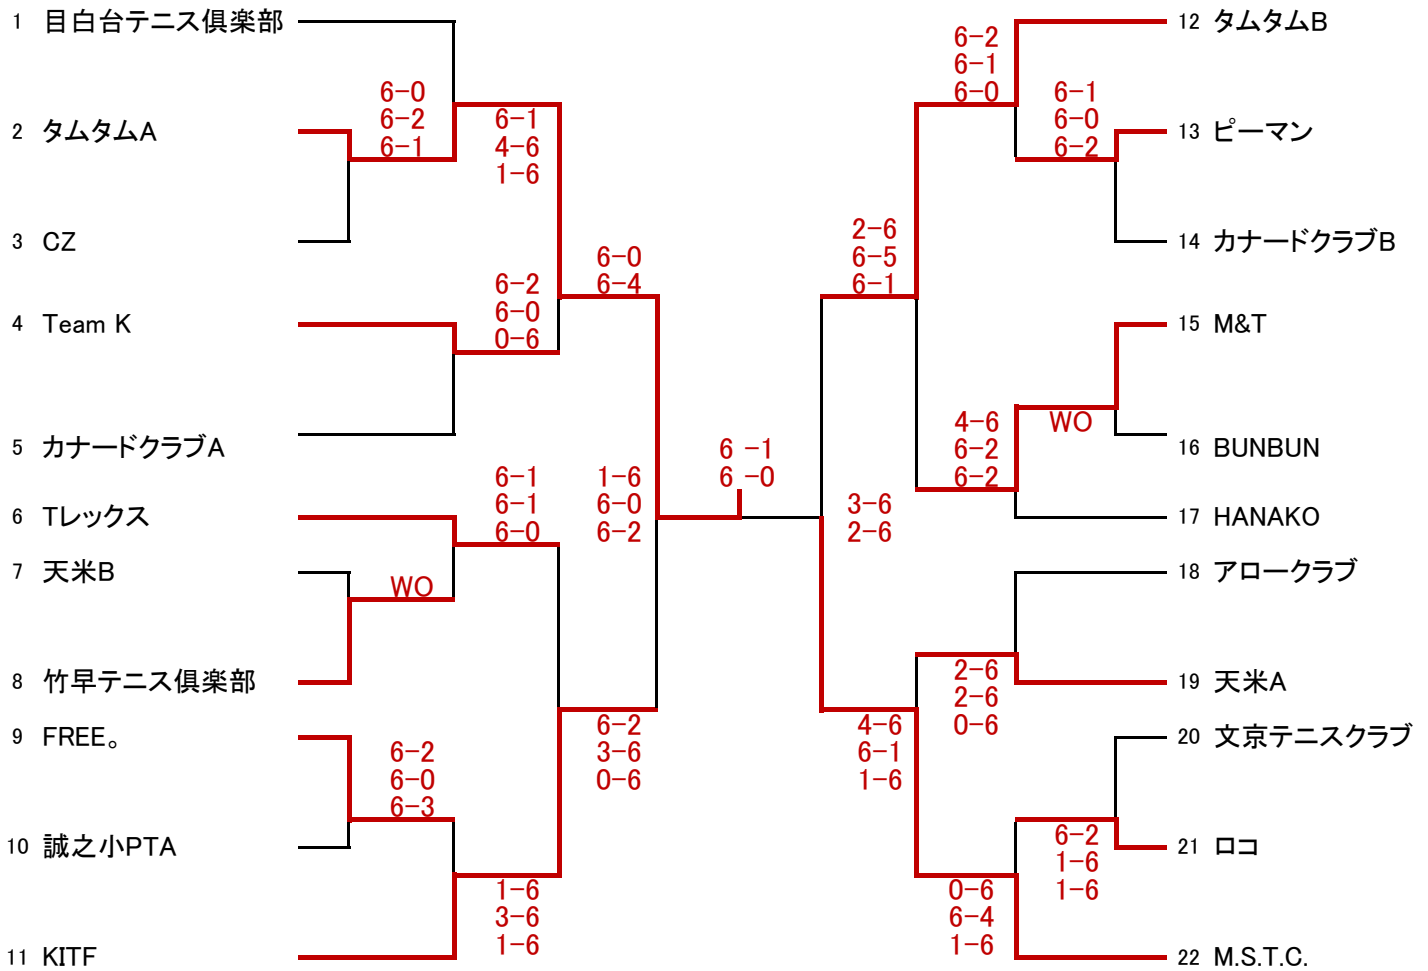 1 目白台テニス倶楽部
2 タムタムA
3 CZ
4 Team K
5 カナードクラブA
6 Tレックス
7 天米B
8 竹早テニス倶楽部
9 FREE。
10 誠之小PTA
11 KITF
6-0
6-2
6-1
WO
6-2
6-0
6-3
6-1
4-6
1-6
6-2
6-0
0-6
6-1
6-1
6-0
1-6
3-6
1-6
6-0
6-4
1-6
6-0
6-2
6-2
3-6
0-6
6 -1
6 -0
2-6
6-5
6-1
3-6
2-6
4-6
6-1
1-6
6-2
6-1
6-0
4-6
6-2
6-2
2-6
2-6
0-6
0-6
6-4
1-6
6-1
6-0
6-2
WO
6-2
1-6
1-6
12 タムタムB
13 ピーマン
14 カナードクラブB
15 M&T
16 BUNBUN
17 HANAKO
18 アロークラブ
19 天米A
20 文京テニスクラブ
21 ロコ
22 M.S.T.C.